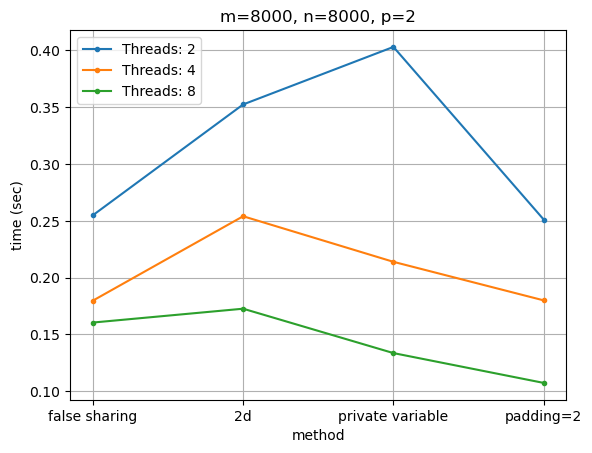 m=8000, n=8000, p=2
Threads: 2
Threads: 4
Threads: 8
time (sec)
0.40
0.35
0.30
0.25
0.20
0.15
0.10
false sharing
2d
private variable
padding=2
method